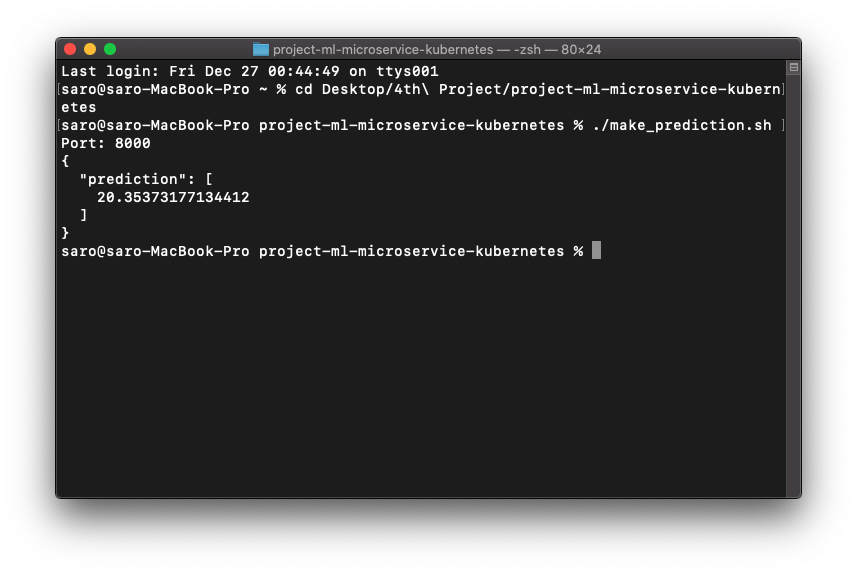 project-ml-microservice-kubernetes — -zsh — 80×24
Last login: Fri Dec 27 00:44:49 on ttys001
[saro@saro-MacBook-Pro ~ % cd Desktop/4th\ Project/project-ml-microservice-kubern]
etes
[saro@saro-MacBook-Pro project-ml-microservice-kubernetes % ./make_prediction.sh ]
Port: 8000
{
  "prediction": [
    20.35373177134412
  ]
}
saro@saro-MacBook-Pro project-ml-microservice-kubernetes %